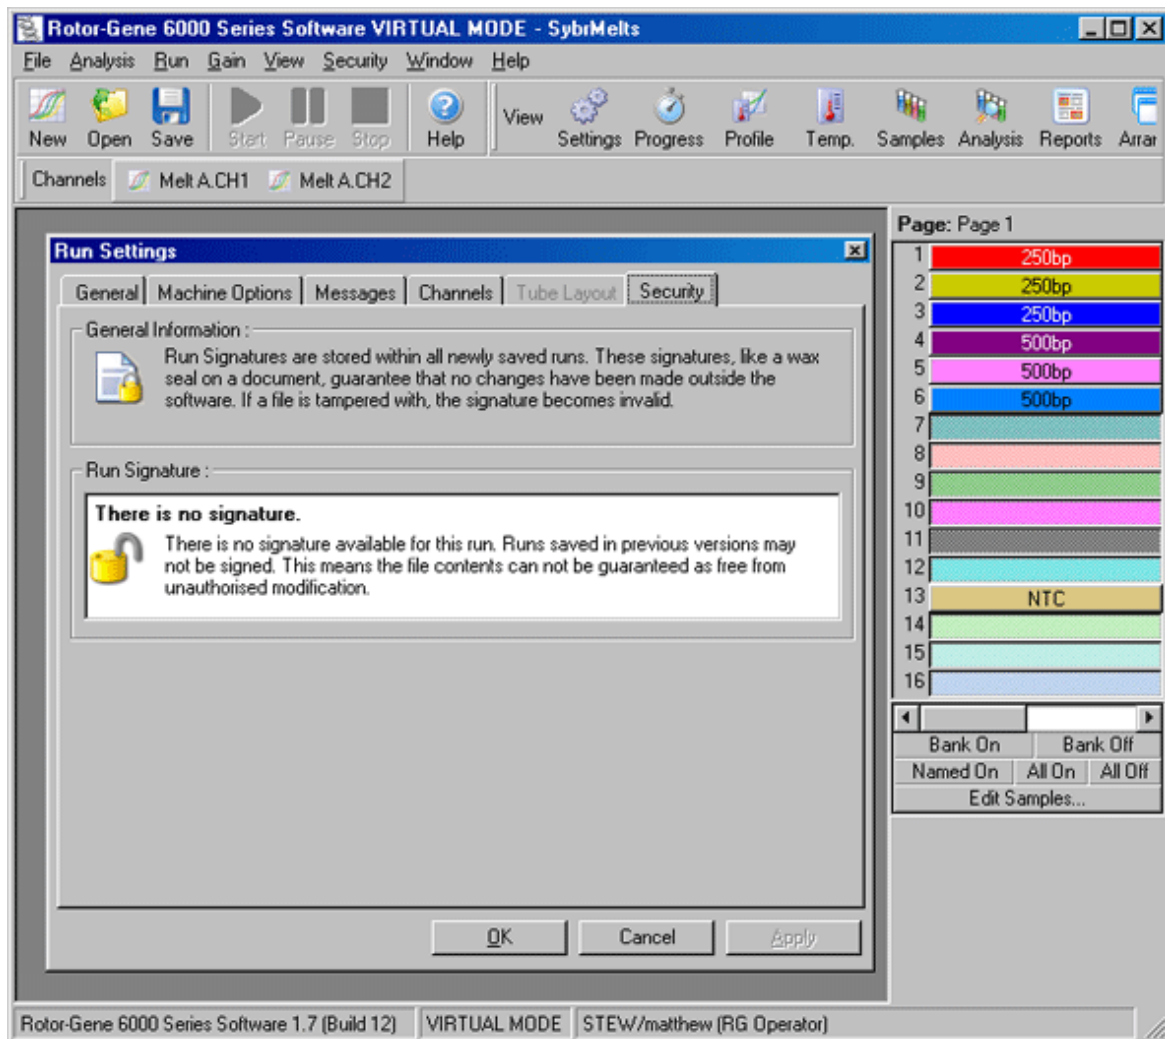 Rotor-Gene 6000 Series Software VIRTUAL MODE - SybrMelts
File Analysis Run Gain View Security Window Help
New Open Save Start Pause Stop Help View Settings Progress Profile Temp. Samples Analysis Reports Arrar
Channels Melt A.CH1 Melt A.CH2
Run Settings
General Machine Options Messages Channels Tube Layout Security
General Information :
Run Signatures are stored within all newly saved runs. These signatures, like a wax
seal on a document, guarantee that no changes have been made outside the
software. If a file is tampered with, the signature becomes invalid.
Run Signature :
There is no signature.
There is no signature available for this run. Runs saved in previous versions may
not be signed. This means the file contents can not be guaranteed as free from
unauthorised modification.
OK Cancel Apply
Page: Page 1
1 250bp
2 250bp
3 250bp
4 500bp
5 500bp
6 500bp
7
8
9
10
11
12
13 NTC
14
15
16
Bank On Bank Off
Named On All On All Off
Edit Samples...
Rotor-Gene 6000 Series Software 1.7 (Build 12) VIRTUAL MODE STEW/matthew (RG Operator)